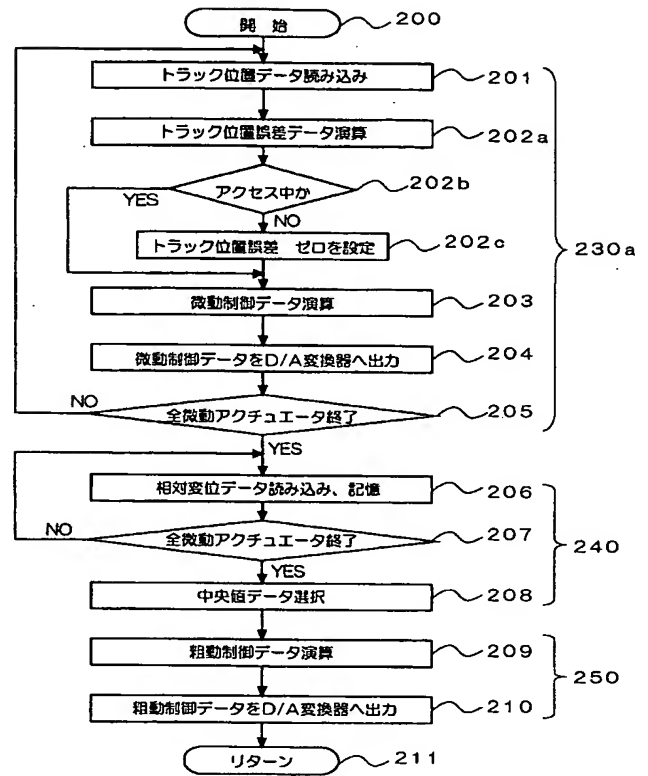 開 始 200
トラック位置データ読み込み 201
トラック位置誤差データ演算 202a
アクセス中か 202b
YES
NO
トラック位置誤差 ゼロを設定 202c
230a
微動制御データ演算 203
微動制御データをD/A変換器へ出力 204
NO
全微動アクチュエータ終了 205
YES
相対変位データ読み込み、記憶 206
NO
全微動アクチュエータ終了 207
240
YES
中央値データ選択 208
粗動制御データ演算 209
250
粗動制御データをD/A変換器へ出力 210
リターン 211